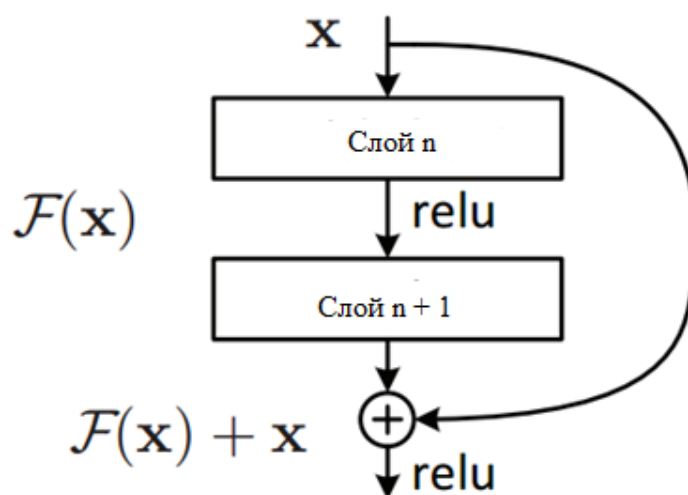 x
Слой n
relu
F(x)
Слой n + 1
F(x) + x
relu